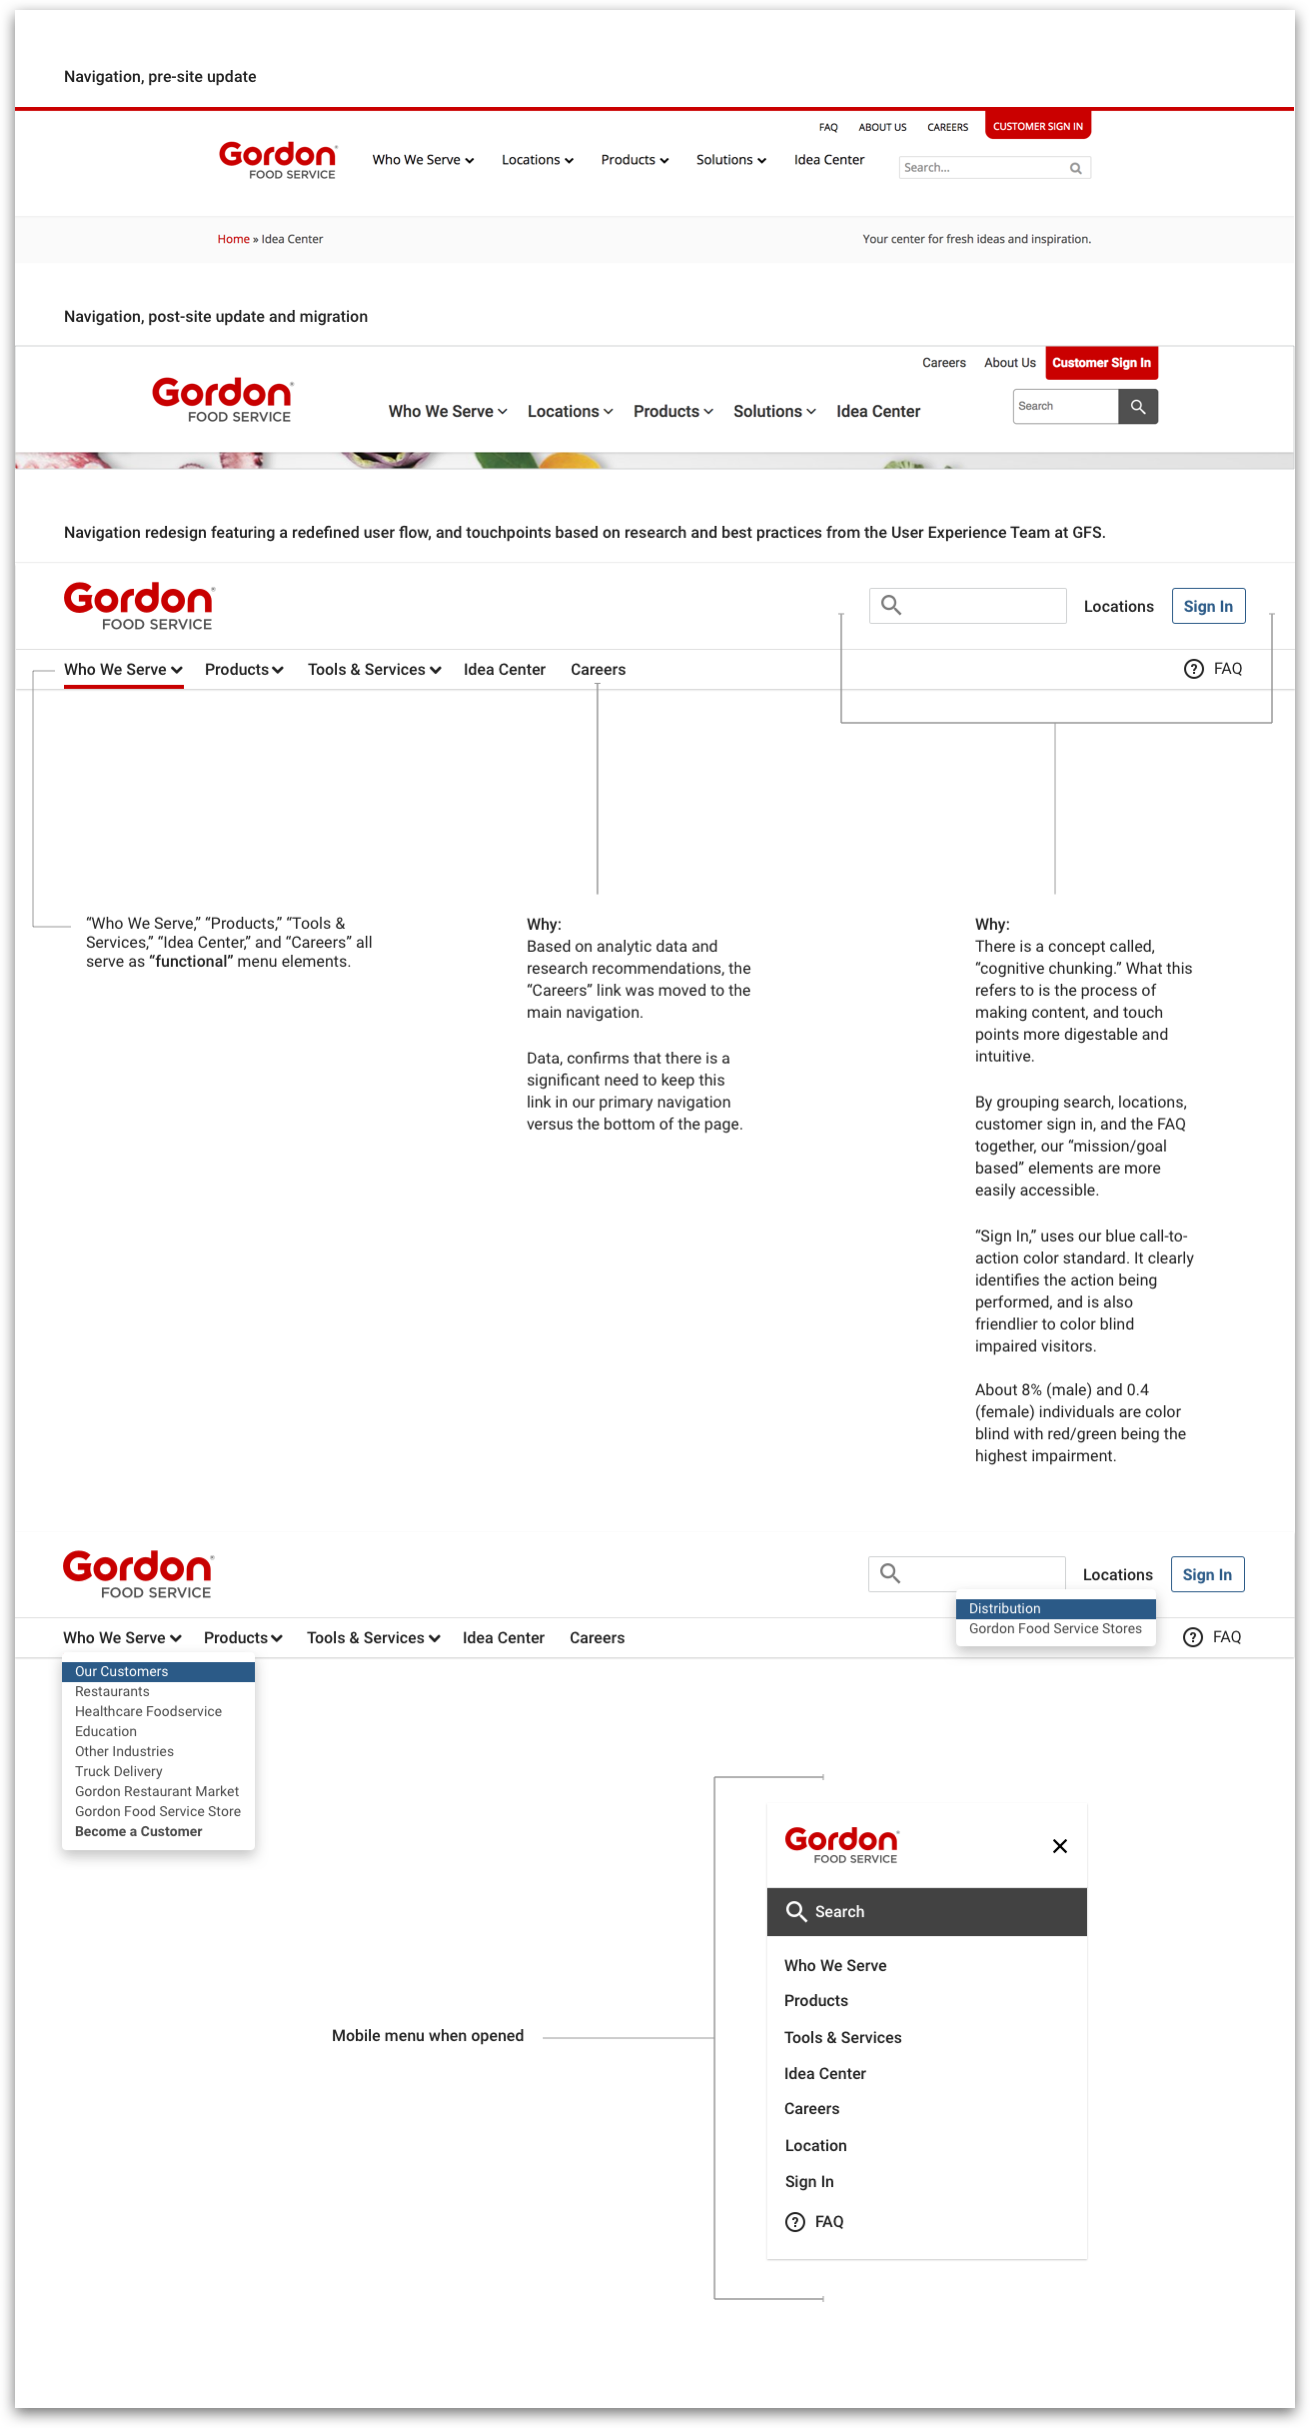 Navigation, pre-site update
FAQ ABOUT US CAREERS CUSTOMER SIGN IN
Gordon
FOOD SERVICE
Who We Serve Locations Products Solutions Idea Center
Search...
Home » Idea Center
Your center for fresh ideas and inspiration.
Navigation, post-site update and migration
Careers About Us Customer Sign In
Gordon
FOOD SERVICE
Who We Serve Locations Products Solutions Idea Center
Search
Navigation redesign featuring a redefined user flow, and touchpoints based on research and best practices from the User Experience Team at GFS.
Gordon
FOOD SERVICE
Locations Sign In
Who We Serve Products Tools & Services Idea Center Careers
FAQ
“Who We Serve,” “Products,” “Tools &
Services,” “Idea Center,” and “Careers” all
serve as “functional” menu elements.
Why:
Based on analytic data and
research recommendations, the
“Careers” link was moved to the
main navigation.
Data, confirms that there is a
significant need to keep this
link in our primary navigation
versus the bottom of the page.
Why:
There is a concept called,
“cognitive chunking.” What this
refers to is the process of
making content, and touch
points more digestable and
intuitive.
By grouping search, locations,
customer sign in, and the FAQ
together, our “mission/goal
based” elements are more
easily accessible.
“Sign In,” uses our blue call-to-
action color standard. It clearly
identifies the action being
performed, and is also
friendlier to color blind
impaired visitors.
About 8% (male) and 0.4
(female) individuals are color
blind with red/green being the
highest impairment.
Gordon
FOOD SERVICE
Locations Sign In
Distribution
Gordon Food Service Stores
Who We Serve Products Tools & Services Idea Center Careers
FAQ
Our Customers
Restaurants
Healthcare Foodservice
Education
Other Industries
Truck Delivery
Gordon Restaurant Market
Gordon Food Service Store
Become a Customer
Mobile menu when opened
Gordon
FOOD SERVICE
Search
Who We Serve
Products
Tools & Services
Idea Center
Careers
Location
Sign In
FAQ